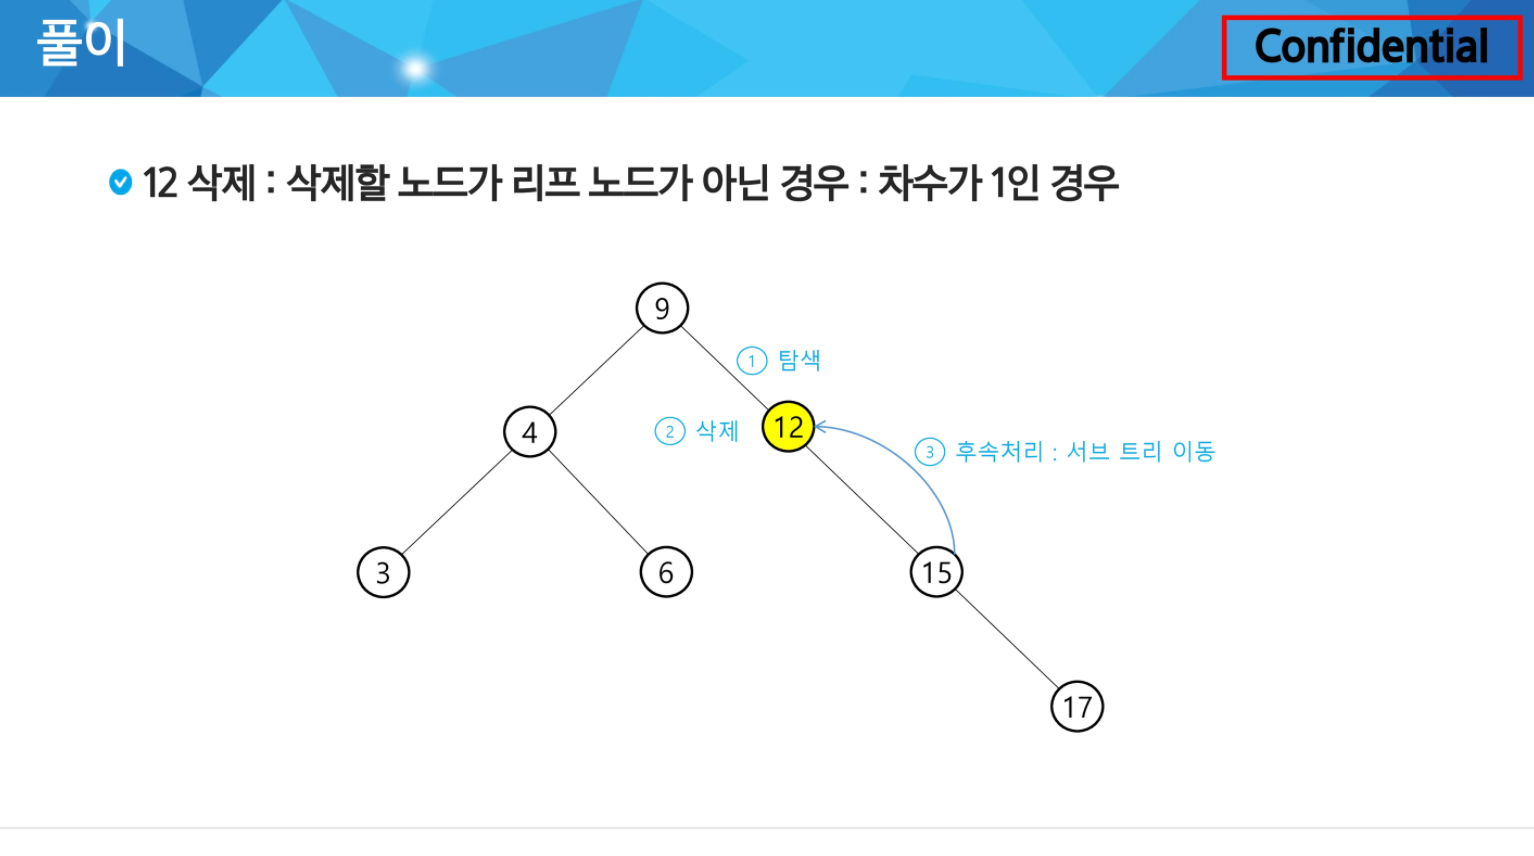 풀이
Confidential
12 삭제 : 삭제할 노드가 리프 노드가 아닌 경우 : 차수가 1인 경우
9
① 탐색
4
② 삭제
12
③ 후속처리 : 서브 트리 이동
3
6
15
17